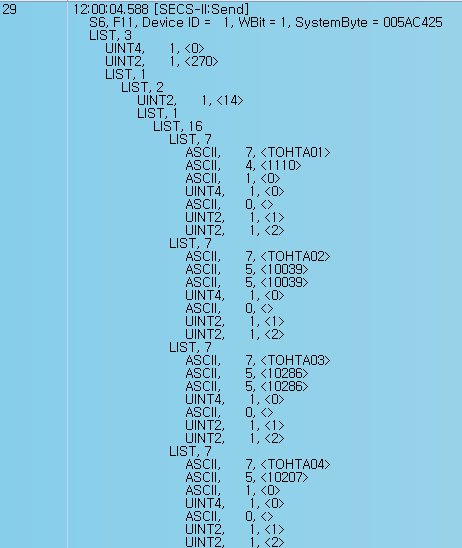 29 12:00:04.588 [SECS-II:Send]
S6, F11, Device ID = 1, WBit = 1, SystemByte = 005AC425
LIST, 3
UINT4, 1, <0>
UINT2, 1, <270>
LIST, 1
LIST, 2
UINT2, 1, <14>
LIST, 1
LIST, 16
LIST, 7
ASCII, 7, <TOHTA01>
ASCII, 4, <1110>
ASCII, 1, <0>
UINT4, 1, <0>
ASCII, 0, <>
UINT2, 1, <1>
UINT2, 1, <2>
LIST, 7
ASCII, 7, <TOHTA02>
ASCII, 5, <10039>
ASCII, 5, <10039>
UINT4, 1, <0>
ASCII, 0, <>
UINT2, 1, <1>
UINT2, 1, <2>
LIST, 7
ASCII, 7, <TOHTA03>
ASCII, 5, <10286>
ASCII, 5, <10286>
UINT4, 1, <0>
ASCII, 0, <>
UINT2, 1, <1>
UINT2, 1, <2>
LIST, 7
ASCII, 7, <TOHTA04>
ASCII, 5, <10207>
ASCII, 1, <0>
UINT4, 1, <0>
ASCII, 0, <>
UINT2, 1, <1>
UINT2, 1, <2>